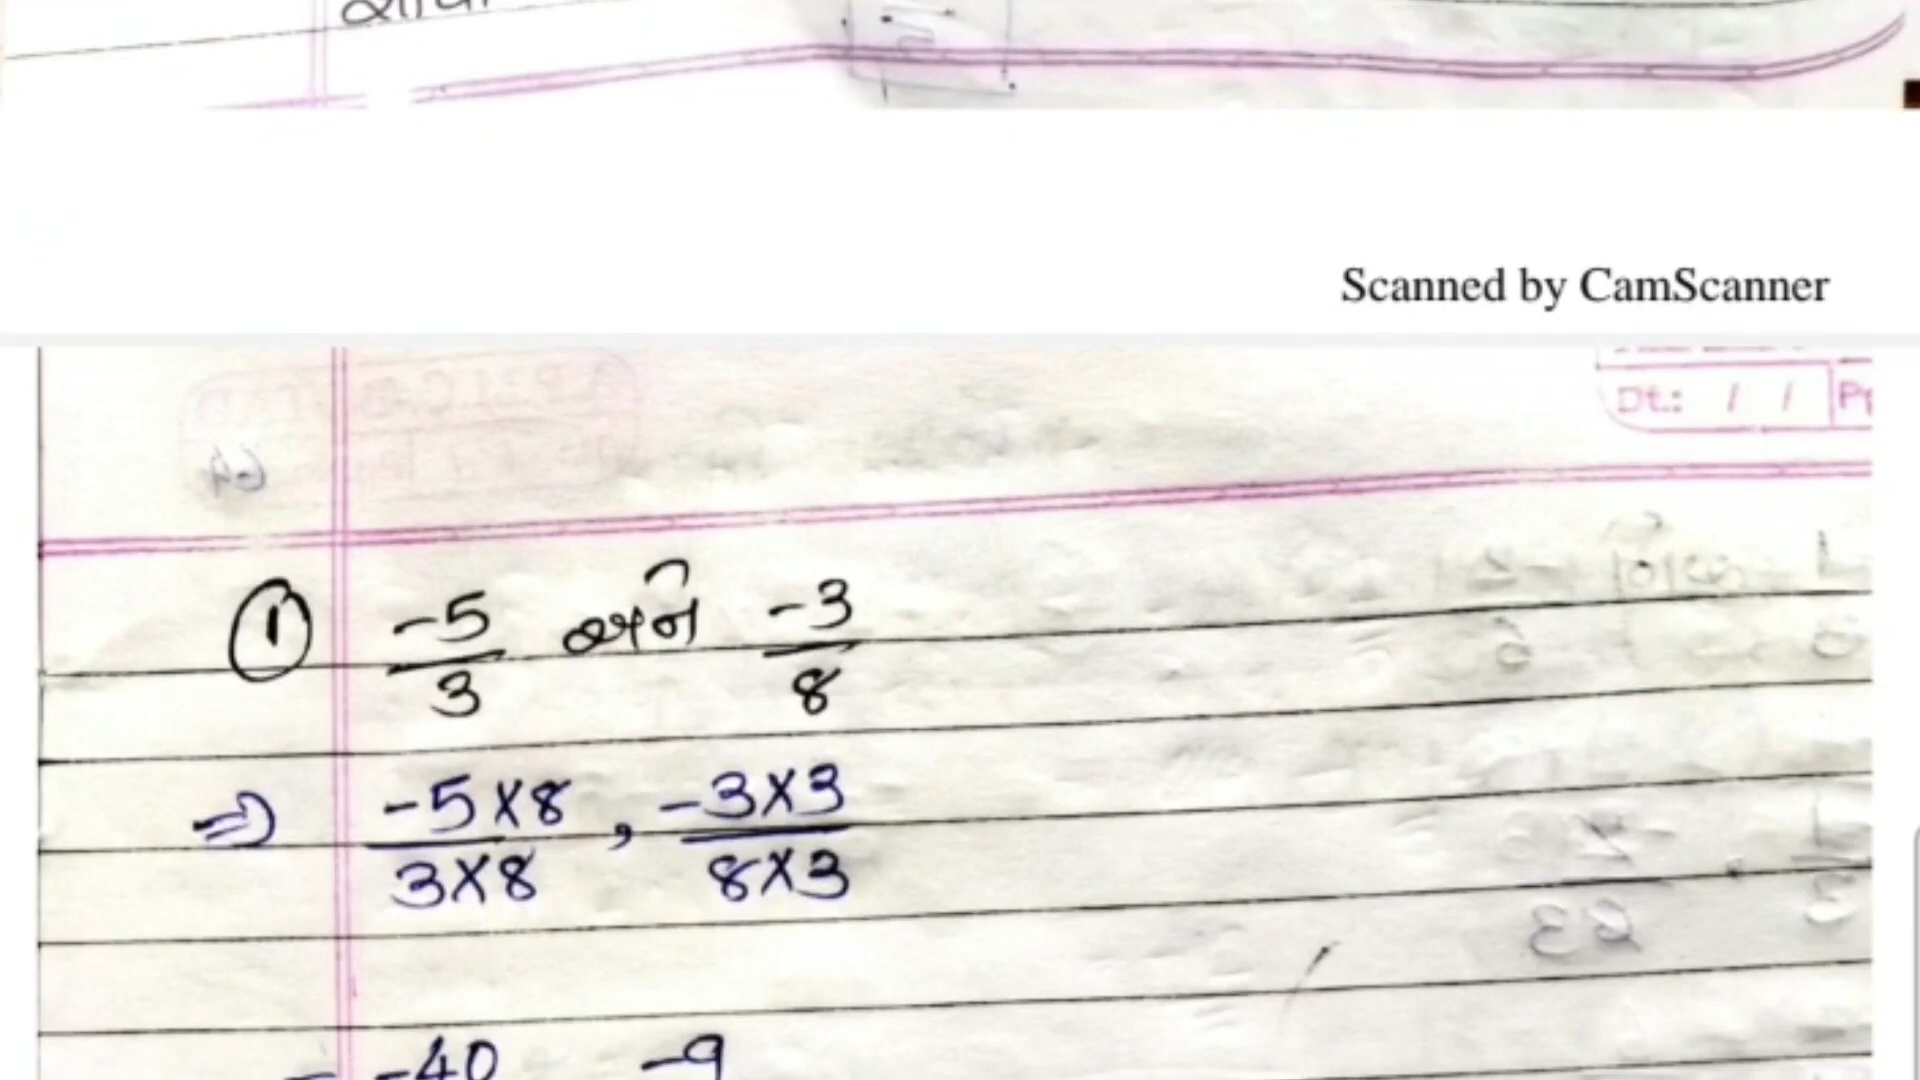 Scanned by CamScanner
Dt.: / /
① -5/3 અને -3/8
⇒ -5×8/3×8 , -3×3/8×3
-40 -9